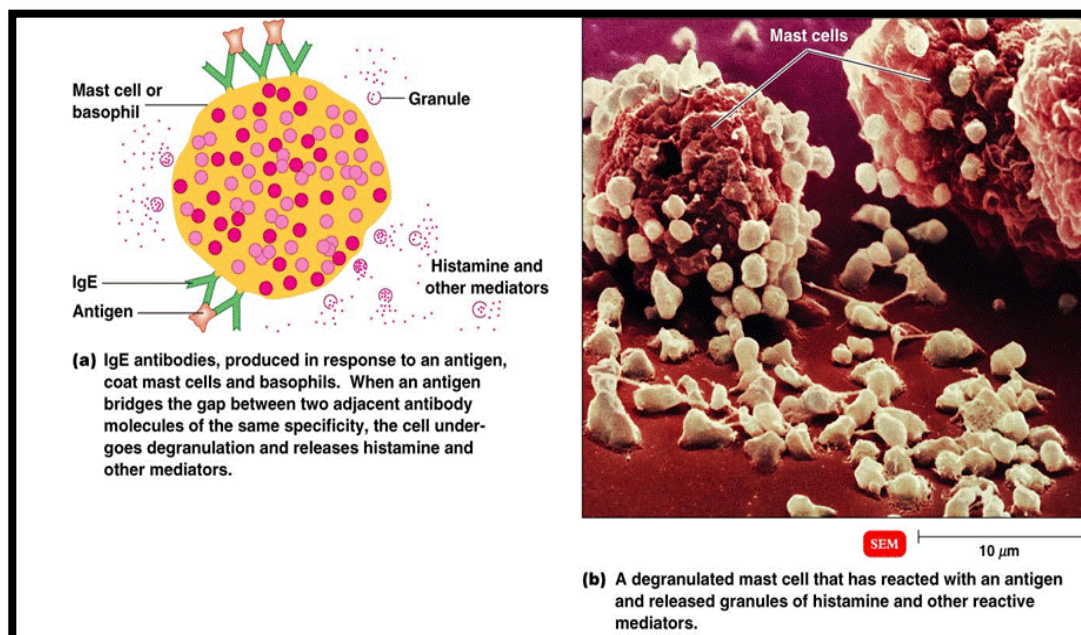 Mast cell or
basophil
Granule
IgE
Antigen
Histamine and
other mediators
(a) IgE antibodies, produced in response to an antigen,
coat mast cells and basophils. When an antigen
bridges the gap between two adjacent antibody
molecules of the same specificity, the cell under-
goes degranulation and releases histamine and
other mediators.
Mast cells
SEM
10 µm
(b) A degranulated mast cell that has reacted with an antigen
and released granules of histamine and other reactive
mediators.